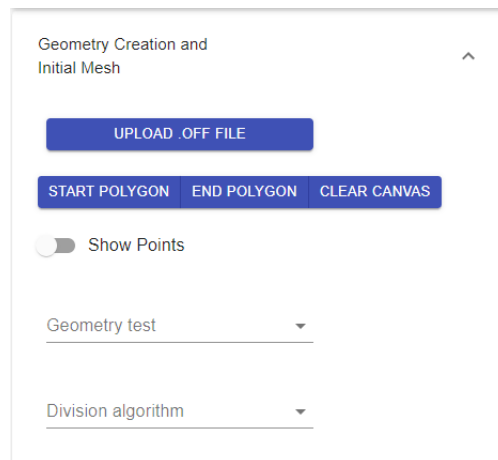 Geometry Creation and
Initial Mesh
UPLOAD .OFF FILE
START POLYGON END POLYGON CLEAR CANVAS
Show Points
Geometry test
Division algorithm